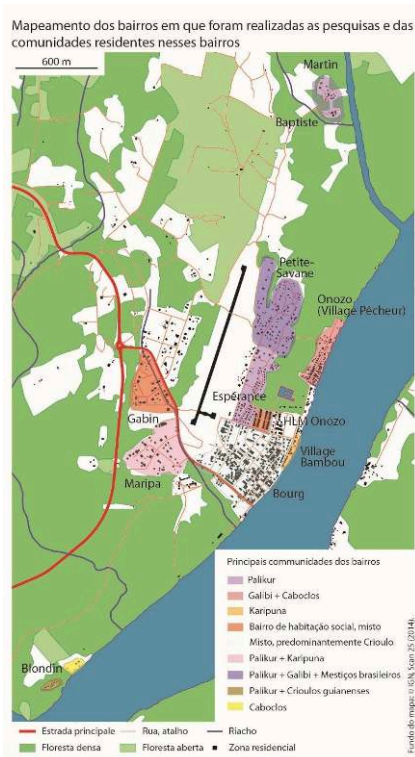 Mapeamento dos bairros em que foram realizadas as pesquisas e das
comunidades residentes nesses bairros
600 m
Martin
Baptiste
Petite-
Savane
Onozo
(Village Pêcheur)
Espérance
HLM Onozo
Gabin
Village
Bambou
Maripa
Bourg
Blondin
Principais communidades dos bairros
Palikur
Galibi + Caboclos
Karipuna
Bairro de habitação social, misto
Misto, predominantemente Crioulo
Palikur + Karipuna
Palikur + Galibi + Mestiços brasileiros
Palikur + Crioulos guianenses
Caboclos
Fundo do mapa: © IGN, Scan 25 (2014).
Estrada principale
Rua, atalho
Riacho
Floresta densa
Floresta aberta
Zona residencial